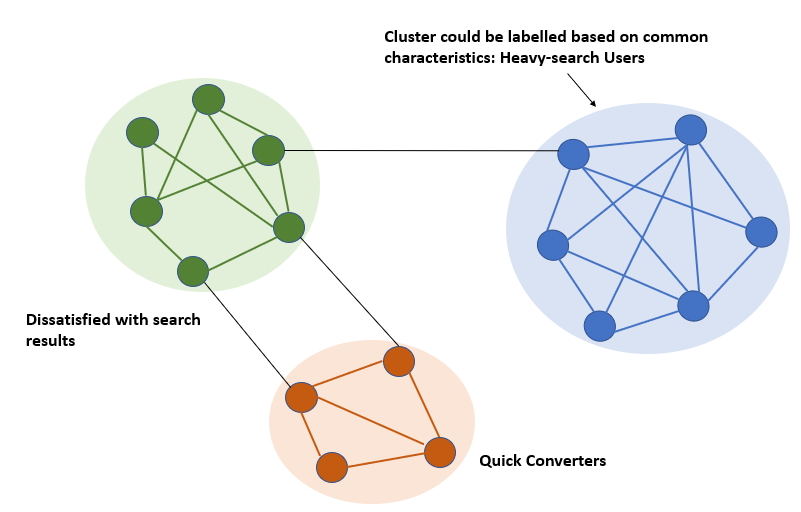 Cluster could be labelled based on common
characteristics: Heavy-search Users
Dissatisfied with search
results
Quick Converters